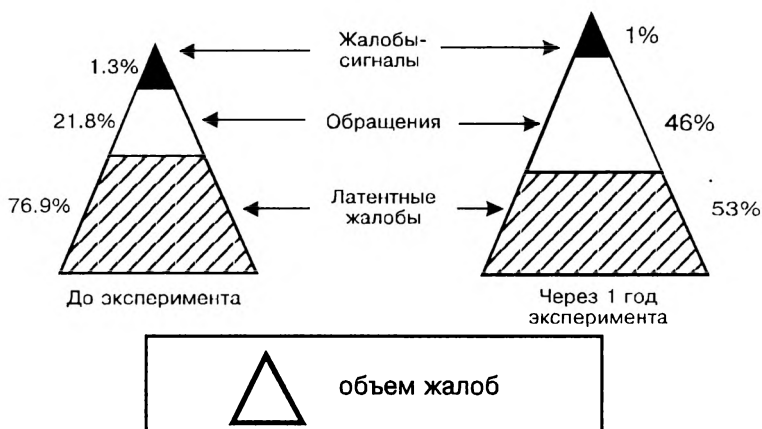 Жалобы-
сигналы
1.3%
1%
21.8%
Обращения
46%
76.9%
Латентные
жалобы
53%
До эксперимента
Через 1 год
эксперимента
объем жалоб